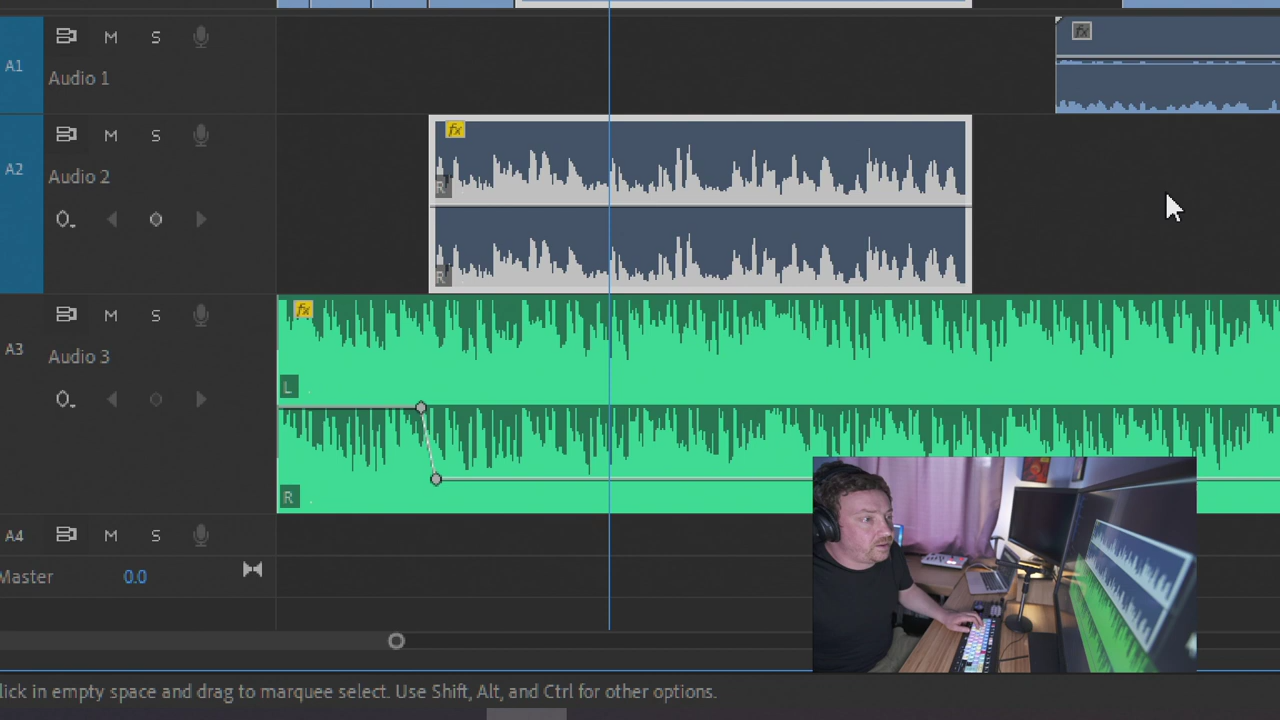 fx
A1 M S
Audio 1
fx
A2 M S
Audio 2
R
R
fx
A3 M S
Audio 3
L
R
A4 M S
Master 0.0
lick in empty space and drag to marquee select. Use Shift, Alt, and Ctrl for other options.